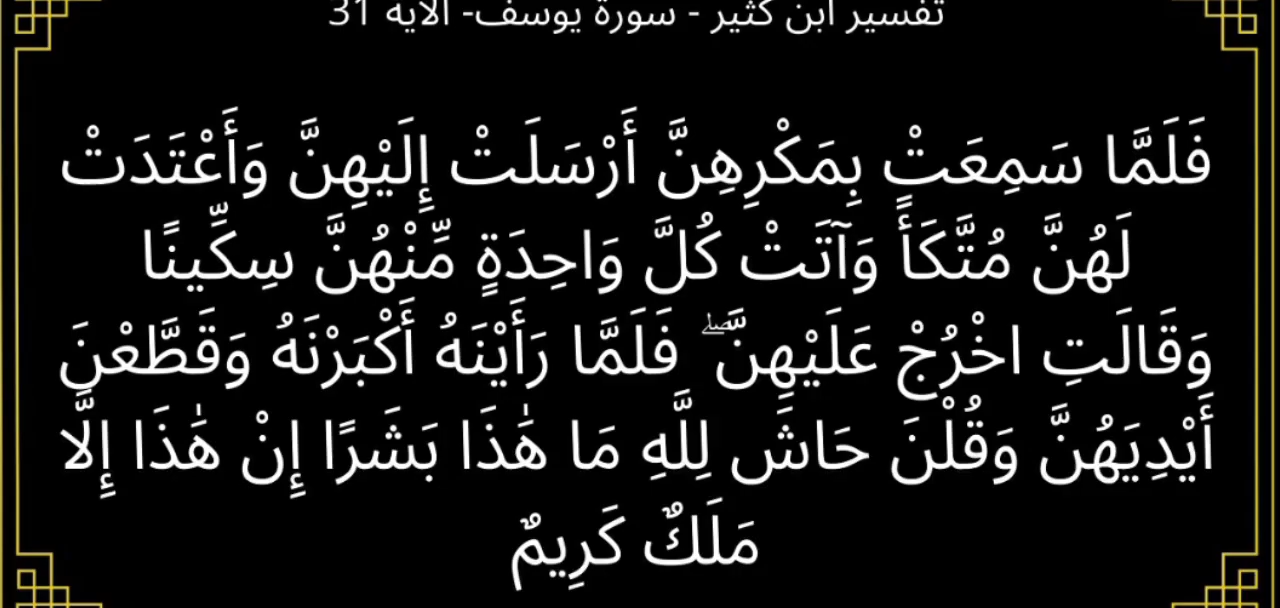 تفسير ابن كثير - سورة يوسف- الآية 31
فَلَمَّا سَمِعَتْ بِمَكْرِهِنَّ أَرْسَلَتْ إِلَيْهِنَّ وَأَعْتَدَتْ
لَهُنَّ مُتَّكَأً وَآتَتْ كُلَّ وَاحِدَةٍ مِّنْهُنَّ سِكِّينًا
وَقَالَتِ اخْرُجْ عَلَيْهِنَّ ۖ فَلَمَّا رَأَيْنَهُ أَكْبَرْنَهُ وَقَطَّعْنَ
أَيْدِيَهُنَّ وَقُلْنَ حَاشَ لِلَّهِ مَا هَٰذَا بَشَرًا إِنْ هَٰذَا إِلَّا
مَلَكٌ كَرِيمٌ